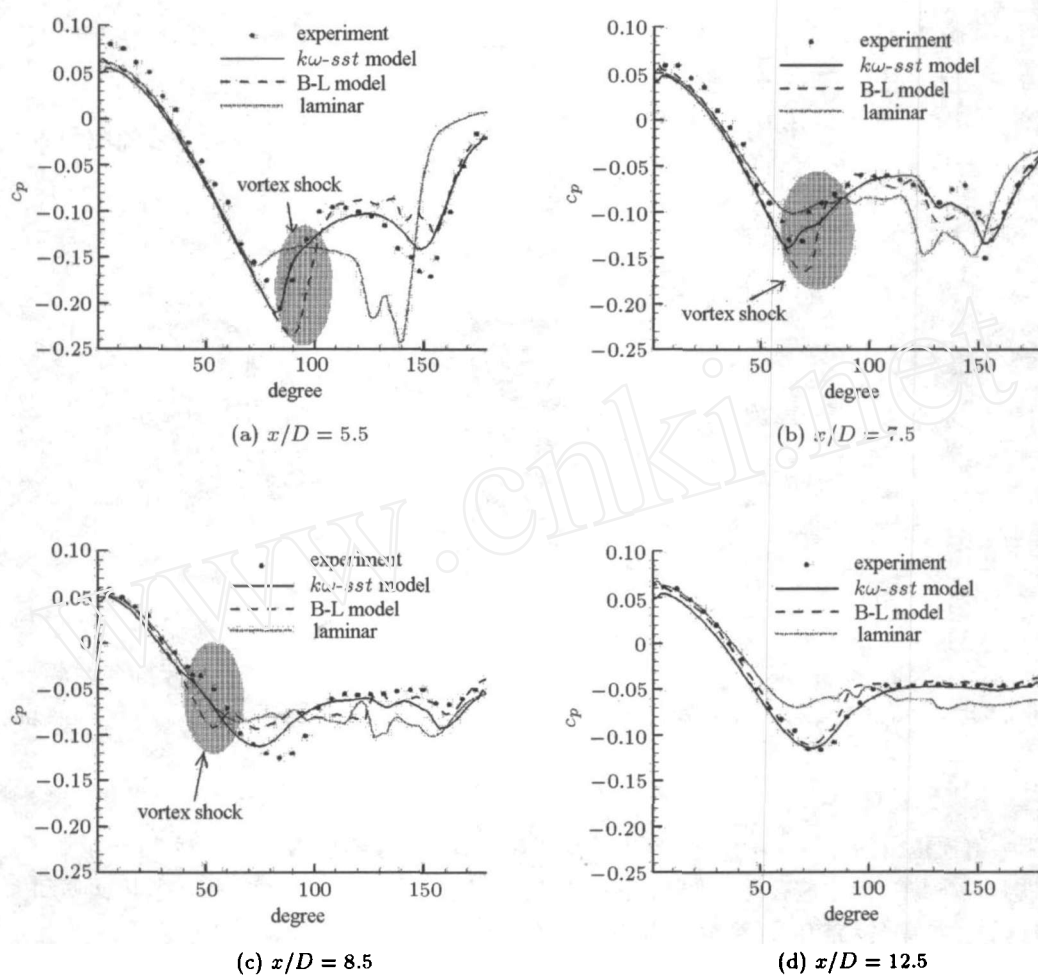 0.10
0.05
0
−0.05
−0.10
−0.15
−0.20
−0.25
c_p
experiment
kω-sst model
B-L model
laminar
vortex shock
50
100
150
degree
(a) x/D = 5.5
0.10
0.05
0
−0.05
−0.10
−0.15
−0.20
−0.25
c_p
experiment
kω-sst model
B-L model
laminar
vortex shock
50
100
150
degree
(b) x/D = 7.5
0.10
0.05
0
−0.05
−0.10
−0.15
−0.20
−0.25
c_p
experiment
kω-sst model
B-L model
laminar
vortex shock
50
100
150
degree
(c) x/D = 8.5
0.10
0.05
0
−0.05
−0.10
−0.15
−0.20
−0.25
c_p
experiment
kω-sst model
B-L model
laminar
50
100
150
degree
(d) x/D = 12.5
www.cnki.net